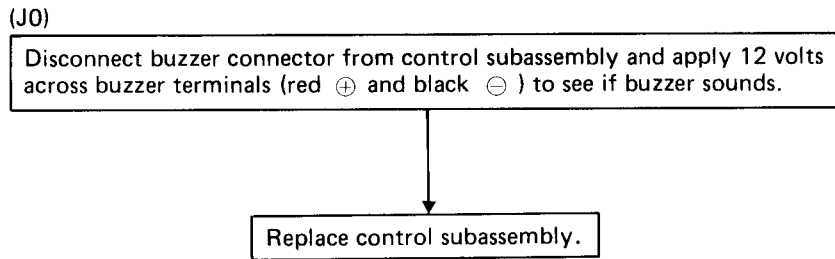 (J0)
Disconnect buzzer connector from control subassembly and apply 12 volts
across buzzer terminals (red ⊕ and black ⊖ ) to see if buzzer sounds.
Replace control subassembly.